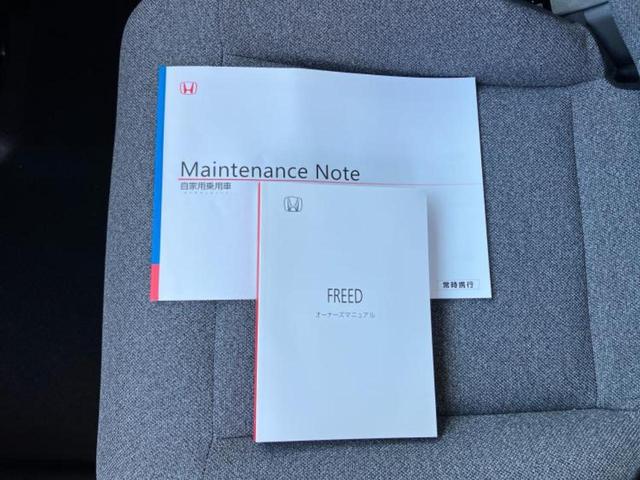 Maintenance Note
自家用乗用車
常時携行
FREED
オーナーズマニュアル